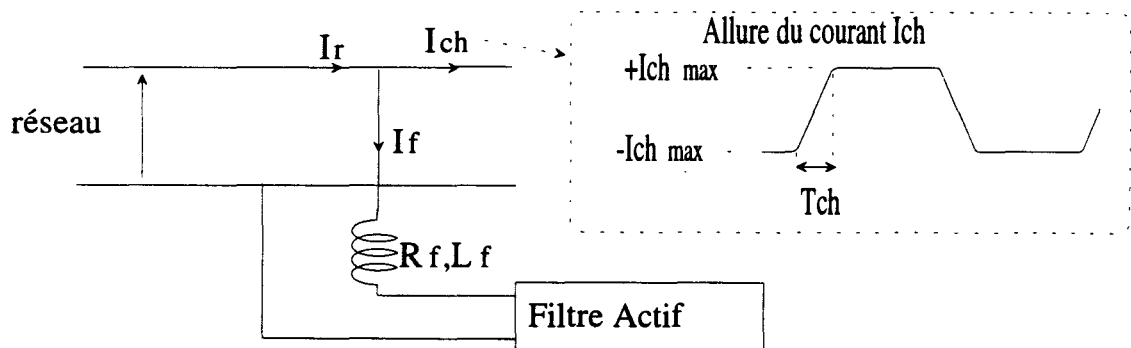 Ir
Ich
Allure du courant Ich
+Ich max
réseau
If
-Ich max
Tch
Rf,Lf
Filtre Actif